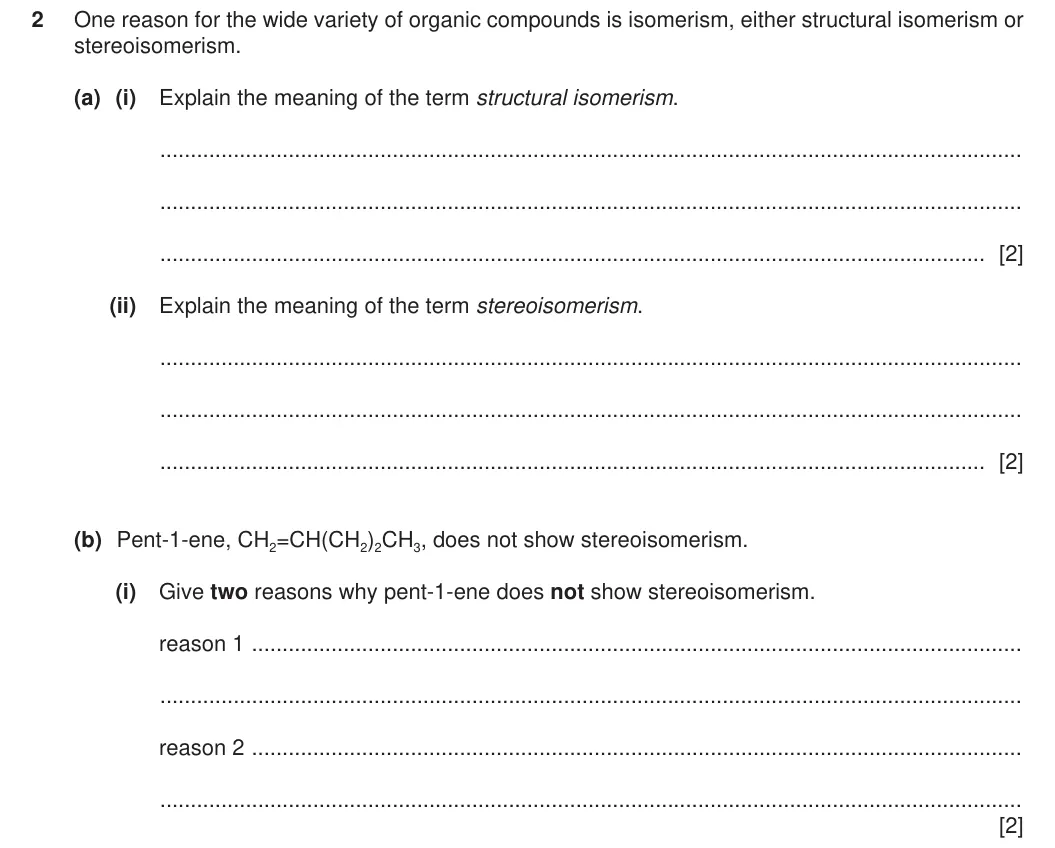 2 One reason for the wide variety of organic compounds is isomerism, either structural isomerism or
stereoisomerism.
(a) (i) Explain the meaning of the term structural isomerism.
..........................................................................................
..........................................................................................
.......................................................................................... [2]
(ii) Explain the meaning of the term stereoisomerism.
..........................................................................................
..........................................................................................
.......................................................................................... [2]
(b) Pent-1-ene, CH₂=CH(CH₂)₂CH₃, does not show stereoisomerism.
(i) Give two reasons why pent-1-ene does not show stereoisomerism.
reason 1 ..........................................................................................
..........................................................................................
reason 2 ..........................................................................................
..........................................................................................
[2]